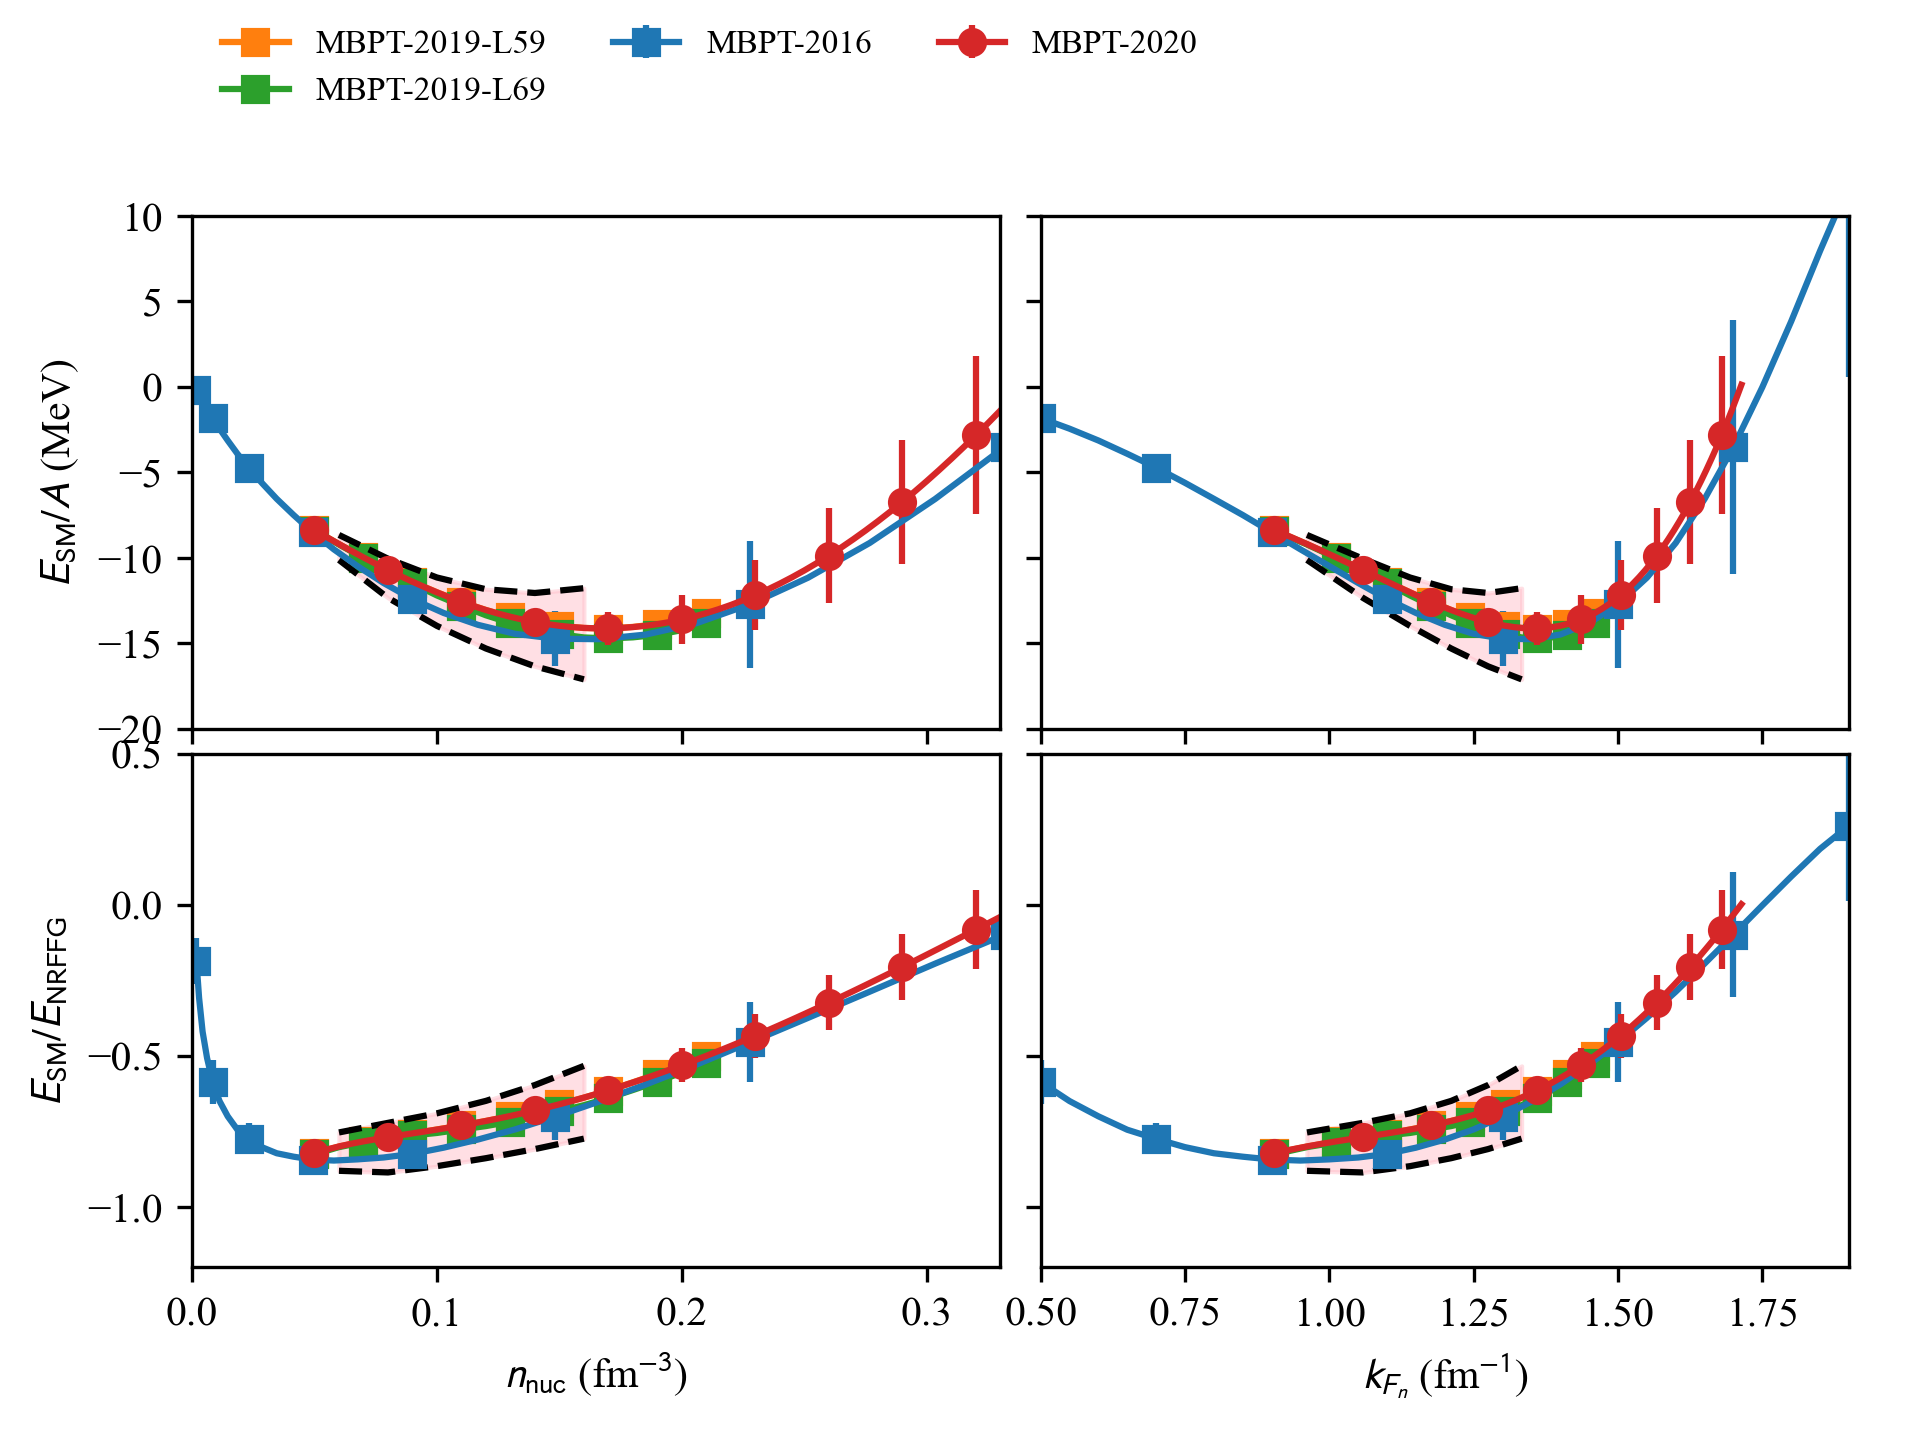 MBPT-2019-L59 MBPT-2016 MBPT-2020
MBPT-2019-L69
10
5
0
−5
−10
−15
−20
E_SM/A (MeV)
0.5
0.0
−0.5
−1.0
E_SM/E_NRFFG
0.0 0.1 0.2 0.3
0.50 0.75 1.00 1.25 1.50 1.75
n_nuc (fm⁻³)
k_{F_n} (fm⁻¹)